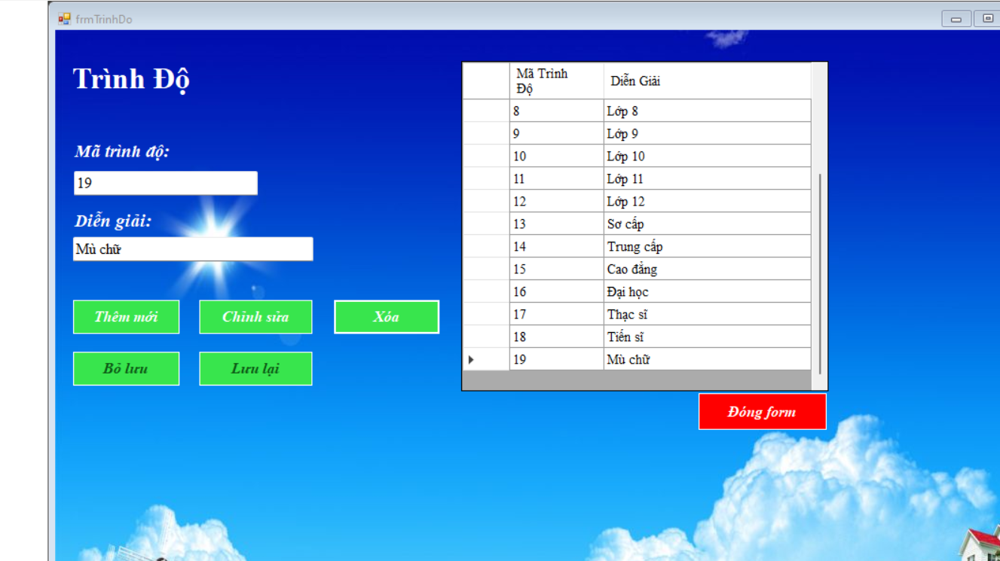 frmTrinhDo
Trình Độ
Mã trình độ:
19
Diễn giải:
Mù chữ
Thêm mới Chỉnh sửa Xóa
Bỏ lưu Lưu lại
Mã Trình
Độ
Diễn Giải
8 Lớp 8
9 Lớp 9
10 Lớp 10
11 Lớp 11
12 Lớp 12
13 Sơ cấp
14 Trung cấp
15 Cao đẳng
16 Đại học
17 Thạc sĩ
18 Tiến sĩ
19 Mù chữ
Đóng form